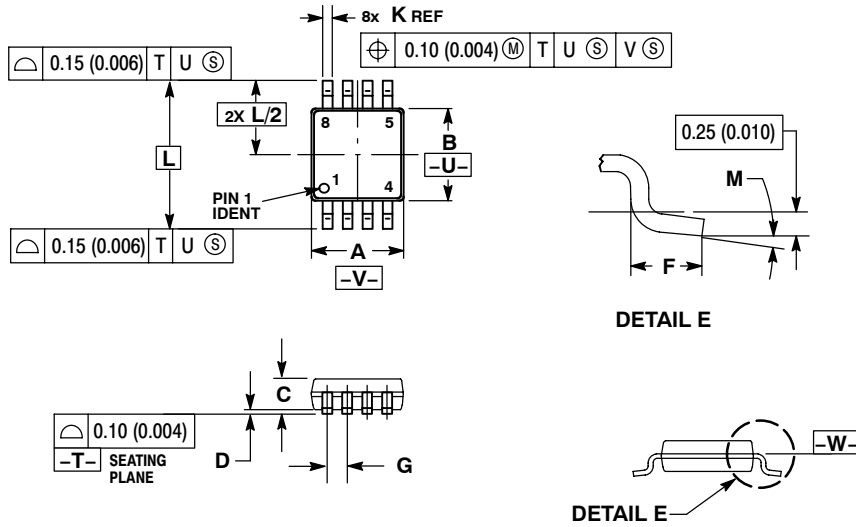 8x K REF
⌖ 0.10 (0.004) Ⓜ T U Ⓢ V Ⓢ
⌓ 0.15 (0.006) T U Ⓢ
2X L/2
L
8 5
B
–U–
PIN 1
IDENT
1 4
⌓ 0.15 (0.006) T U Ⓢ
A
–V–
0.25 (0.010)
M
F
DETAIL E
C
⌓ 0.10 (0.004)
–T– SEATING
PLANE
D
G
–W–
DETAIL E